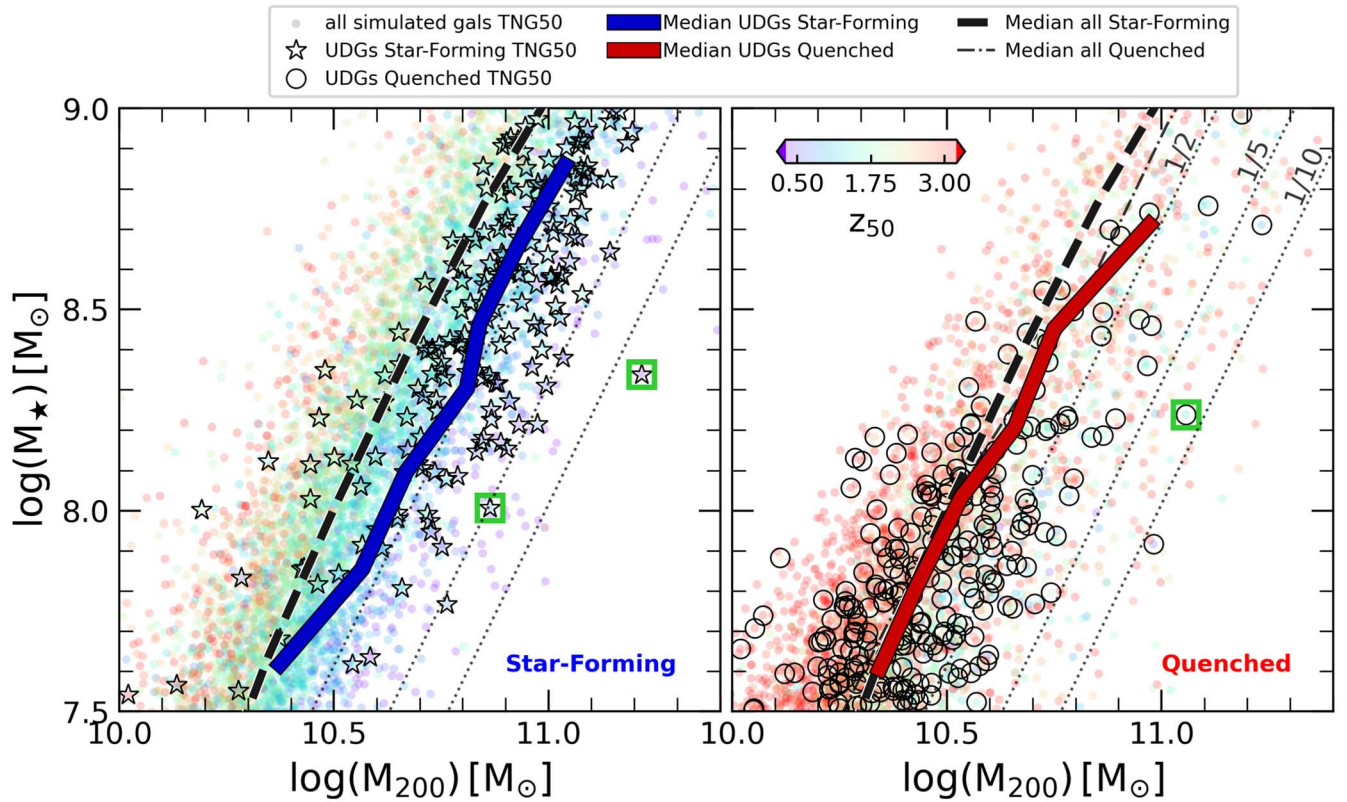 all simulated gals TNG50
UDGs Star-Forming TNG50
UDGs Quenched TNG50
Median UDGs Star-Forming
Median UDGs Quenched
Median all Star-Forming
Median all Quenched
9.0
8.5
8.0
7.5
log(M★) [M⊙]
Star-Forming
10.0
10.5
11.0
log(M₂₀₀) [M⊙]
0.50 1.75 3.00
z₅₀
1/2
1/5
1/10
Quenched
10.0
10.5
11.0
log(M₂₀₀) [M⊙]